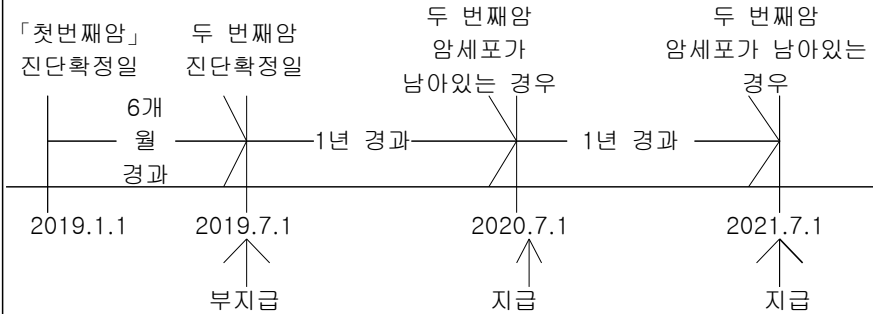 「첫번째암」
진단확정일
두 번째암
진단확정일
두 번째암
암세포가
남아있는 경우
두 번째암
암세포가 남아있는
경우
6개
월
경과
1년 경과
1년 경과
2019.1.1
2019.7.1
2020.7.1
2021.7.1
부지급
지급
지급